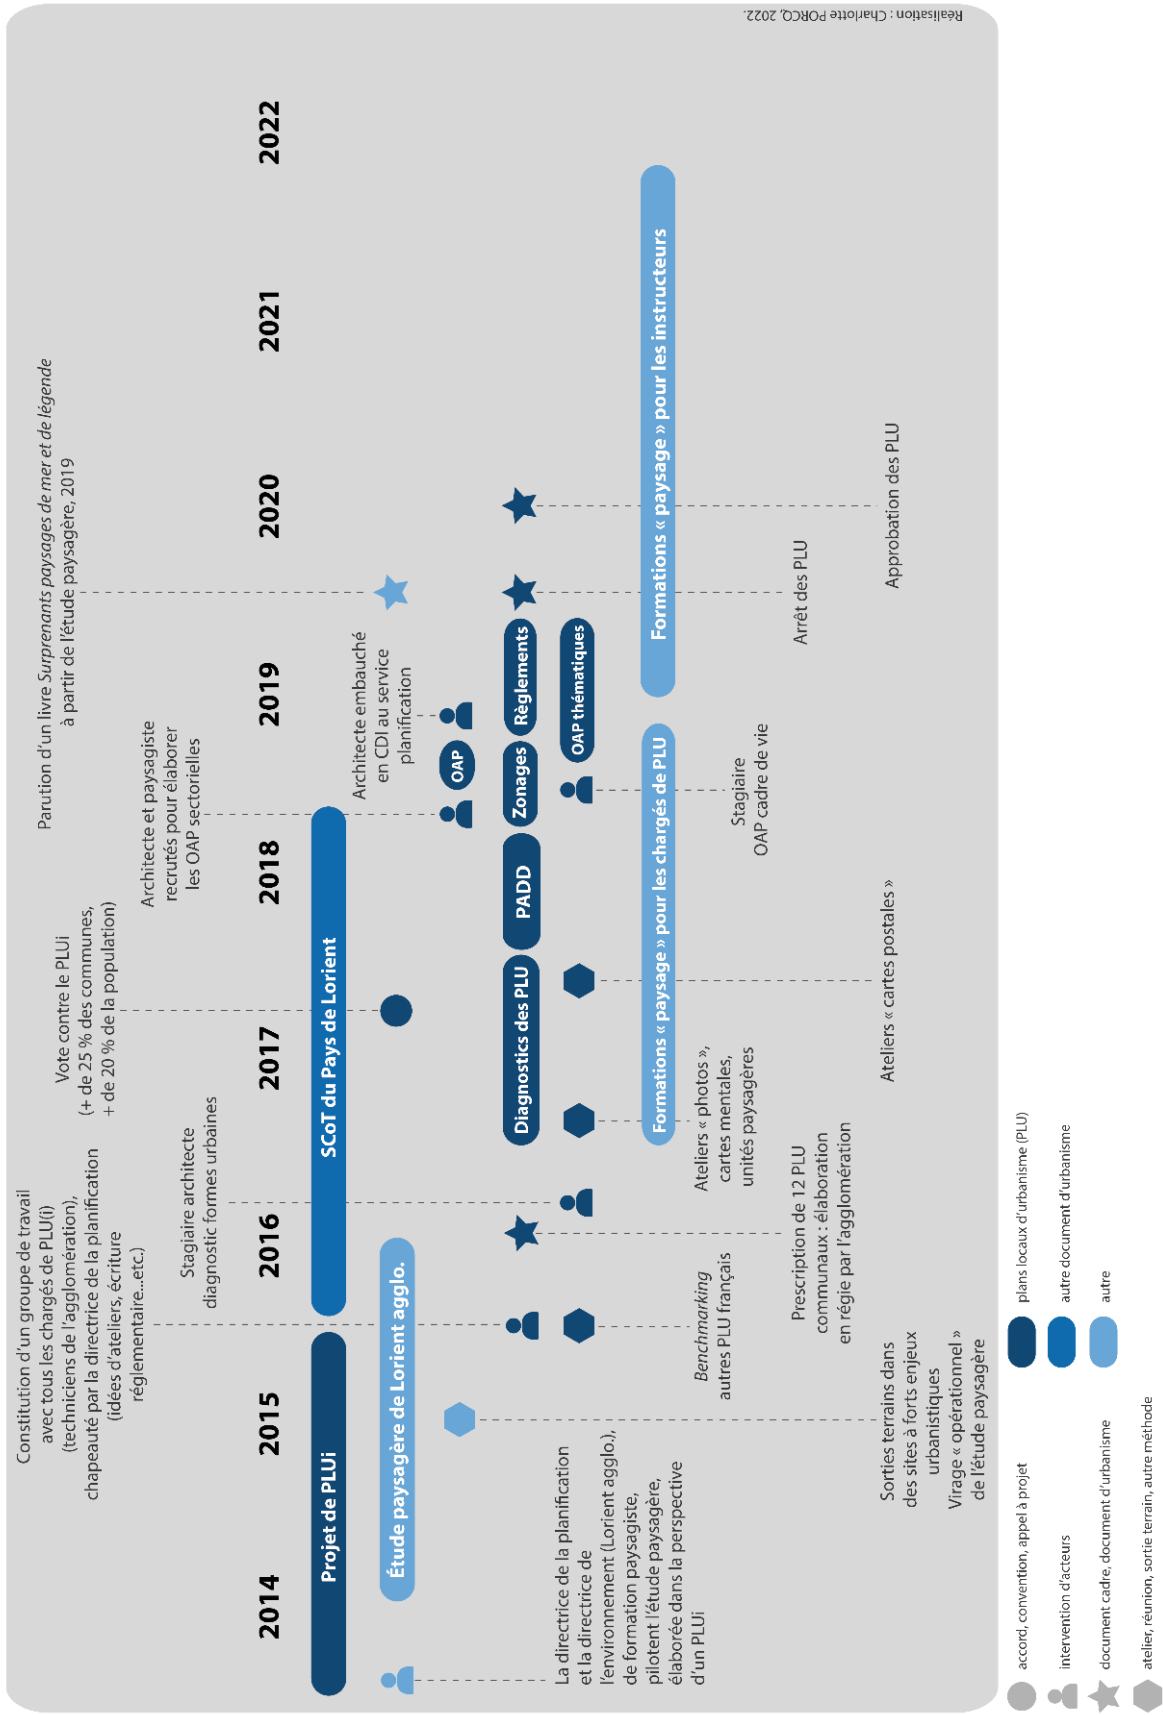 Constitution d'un groupe de travail
avec tous les chargés de PLU(i)
(techniciens de l'agglomération),
chapeauté par la directrice de la planification
(idées d'ateliers, écriture
réglementaire...etc.)
Stagiaire architecte
diagnostic formes urbaines
Vote contre le PLUi
(+ de 25 % des communes,
+ de 20 % de la population)
Architecte et paysagiste
recrutés pour élaborer
les OAP sectorielles
Parution d'un livre Surprenants paysages de mer et de légende
à partir de l'étude paysagère, 2019
2014
2015
2016
2017
2018
2019
2020
2021
2022
Projet de PLUi
SCoT du Pays de Lorient
Étude paysagère de Lorient agglo.
Architecte embauché
en CDI au service
planification
OAP
Diagnostics des PLU
PADD
Zonages
Règlements
OAP thématiques
Formations « paysage » pour les chargés de PLU
Formations « paysage » pour les instructeurs
La directrice de la planification
et la directrice de
l'environnement (Lorient agglo.),
de formation paysagiste,
pilotent l'étude paysagère,
élaborée dans la perspective
d'un PLUi
Benchmarking
autres PLU français
Ateliers « photos »,
cartes mentales,
unités paysagères
Stagiaire
OAP cadre de vie
Prescription de 12 PLU
communaux : élaboration
en régie par l'agglomération
Arrêt des PLU
Sorties terrains dans
des sites à forts enjeux
urbanistiques
Virage « opérationnel »
de l'étude paysagère
Ateliers « cartes postales »
Approbation des PLU
accord, convention, appel à projet
intervention d'acteurs
document cadre, document d'urbanisme
atelier, réunion, sortie terrain, autre méthode
plans locaux d'urbanisme (PLU)
autre document d'urbanisme
autre
Réalisation : Charlotte PORCQ, 2022.